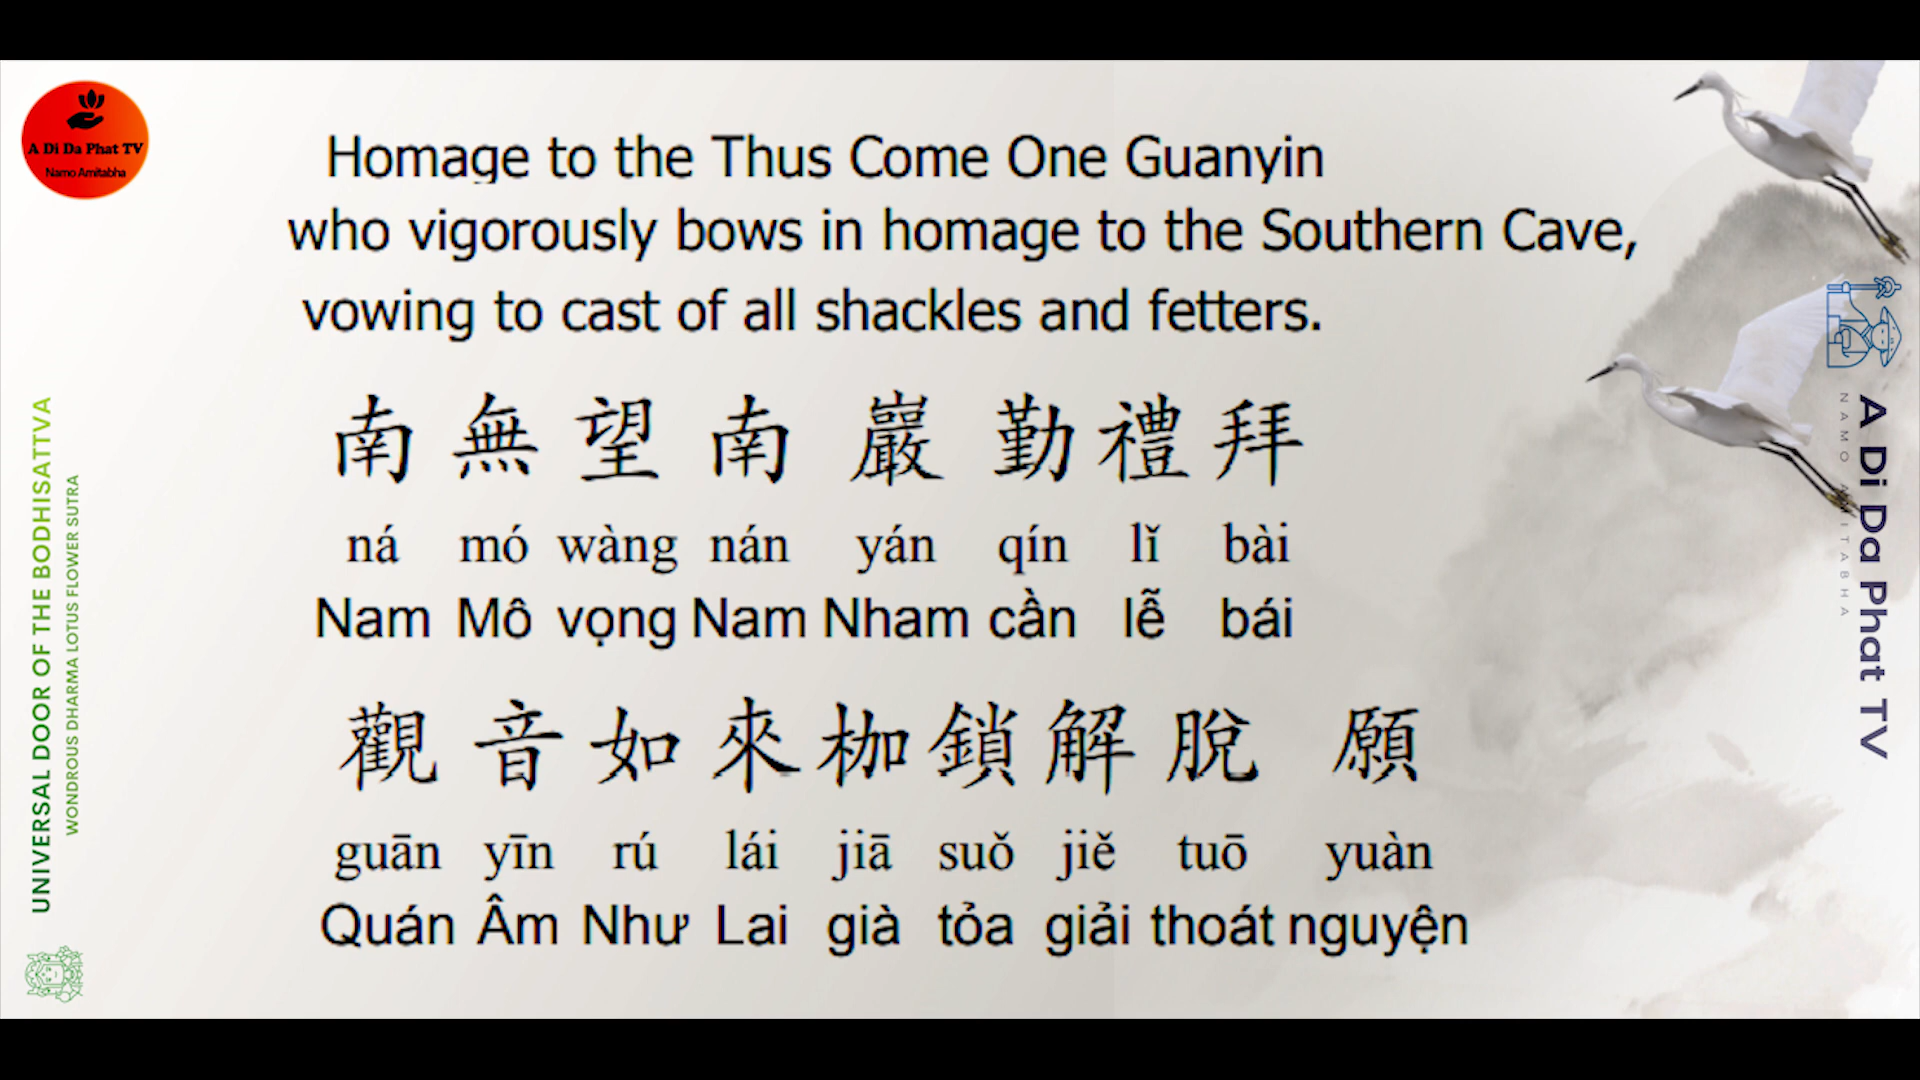 A Di Da Phat TV
Namo Amitabha
Homage to the Thus Come One Guanyin
who vigorously bows in homage to the Southern Cave,
vowing to cast of all shackles and fetters.
南 無 望 南 巖 勤 禮 拜
ná mó wàng nán yán qín lǐ bài
Nam Mô vọng Nam Nham cần lễ bái
觀 音 如 來 枷 鎖 解 脫 願
guān yīn rú lái jiā suǒ jiě tuō yuàn
Quán Âm Như Lai già tỏa giải thoát nguyện
UNIVERSAL DOOR OF THE BODHISATTVA
WONDROUS DHARMA LOTUS FLOWER SUTRA
A Di Da Phat TV
NAMO AMITABHA